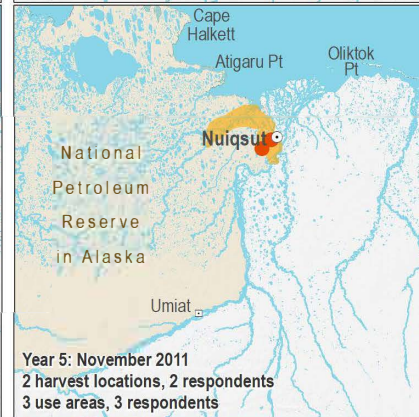 Cape
Halkett
Atigaru Pt
Oliktok
Pt
Nuiqsut
National
Petroleum
Reserve
in Alaska
Umiat
Year 5: November 2011
2 harvest locations, 2 respondents
3 use areas, 3 respondents